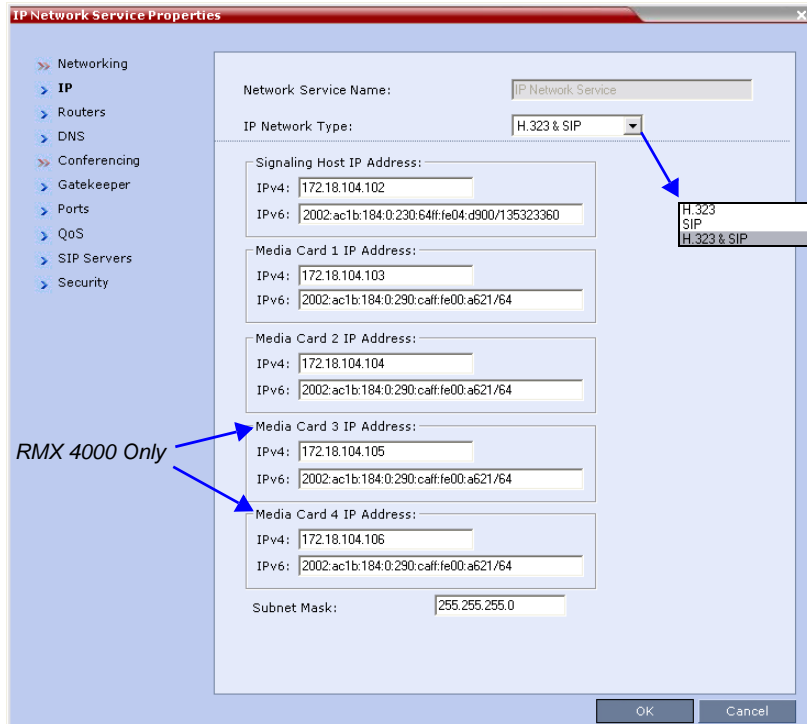 IP Network Service Properties
Networking
IP
Routers
DNS
Conferencing
Gatekeeper
Ports
QoS
SIP Servers
Security
Network Service Name: IP Network Service
IP Network Type: H.323 & SIP
H.323
SIP
H.323 & SIP
Signaling Host IP Address:
IPv4: 172.18.104.102
IPv6: 2002:ac1b:184:0:230:64ff:fe04:d900/135323360
Media Card 1 IP Address:
IPv4: 172.18.104.103
IPv6: 2002:ac1b:184:0:290:caff:fe00:a621/64
Media Card 2 IP Address:
IPv4: 172.18.104.104
IPv6: 2002:ac1b:184:0:290:caff:fe00:a621/64
RMX 4000 Only
Media Card 3 IP Address:
IPv4: 172.18.104.105
IPv6: 2002:ac1b:184:0:290:caff:fe00:a621/64
Media Card 4 IP Address:
IPv4: 172.18.104.106
IPv6: 2002:ac1b:184:0:290:caff:fe00:a621/64
Subnet Mask: 255.255.255.0
OK Cancel